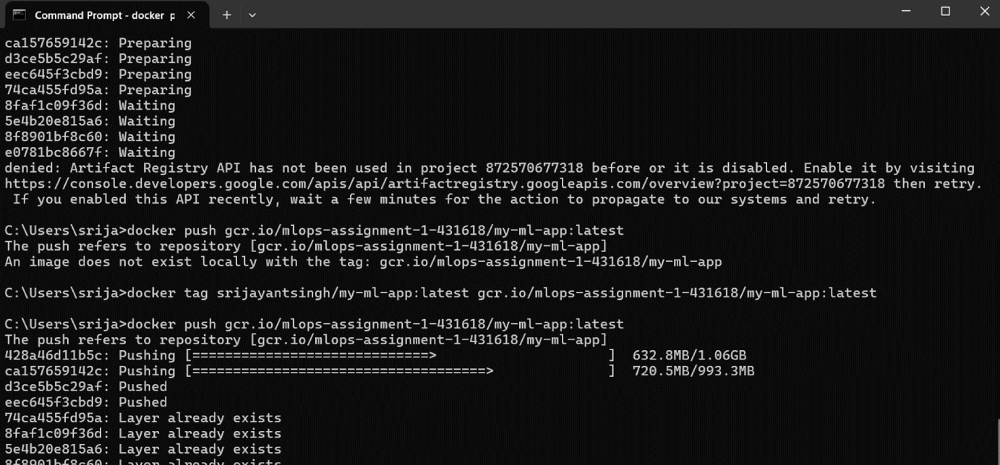 Command Prompt - docker p
ca157659142c: Preparing
d3ce5b5c29af: Preparing
eec645f3cbd9: Preparing
74ca455fd95a: Preparing
8faf1c09f36d: Waiting
5e4b20e815a6: Waiting
8f8901bf8c60: Waiting
e0781bc8667f: Waiting
denied: Artifact Registry API has not been used in project 872570677318 before or it is disabled. Enable it by visiting
https://console.developers.google.com/apis/api/artifactregistry.googleapis.com/overview?project=872570677318 then retry.
 If you enabled this API recently, wait a few minutes for the action to propagate to our systems and retry.
C:\Users\srija>docker push gcr.io/mlops-assignment-1-431618/my-ml-app:latest
The push refers to repository [gcr.io/mlops-assignment-1-431618/my-ml-app]
An image does not exist locally with the tag: gcr.io/mlops-assignment-1-431618/my-ml-app
C:\Users\srija>docker tag srijayantsingh/my-ml-app:latest gcr.io/mlops-assignment-1-431618/my-ml-app:latest
C:\Users\srija>docker push gcr.io/mlops-assignment-1-431618/my-ml-app:latest
The push refers to repository [gcr.io/mlops-assignment-1-431618/my-ml-app]
428a46d11b5c: Pushing [=============================>                     ]  632.8MB/1.06GB
ca157659142c: Pushing [====================================>              ]  720.5MB/993.3MB
d3ce5b5c29af: Pushed
eec645f3cbd9: Pushed
74ca455fd95a: Layer already exists
8faf1c09f36d: Layer already exists
5e4b20e815a6: Layer already exists
8f8901bf8c60: Layer already exists